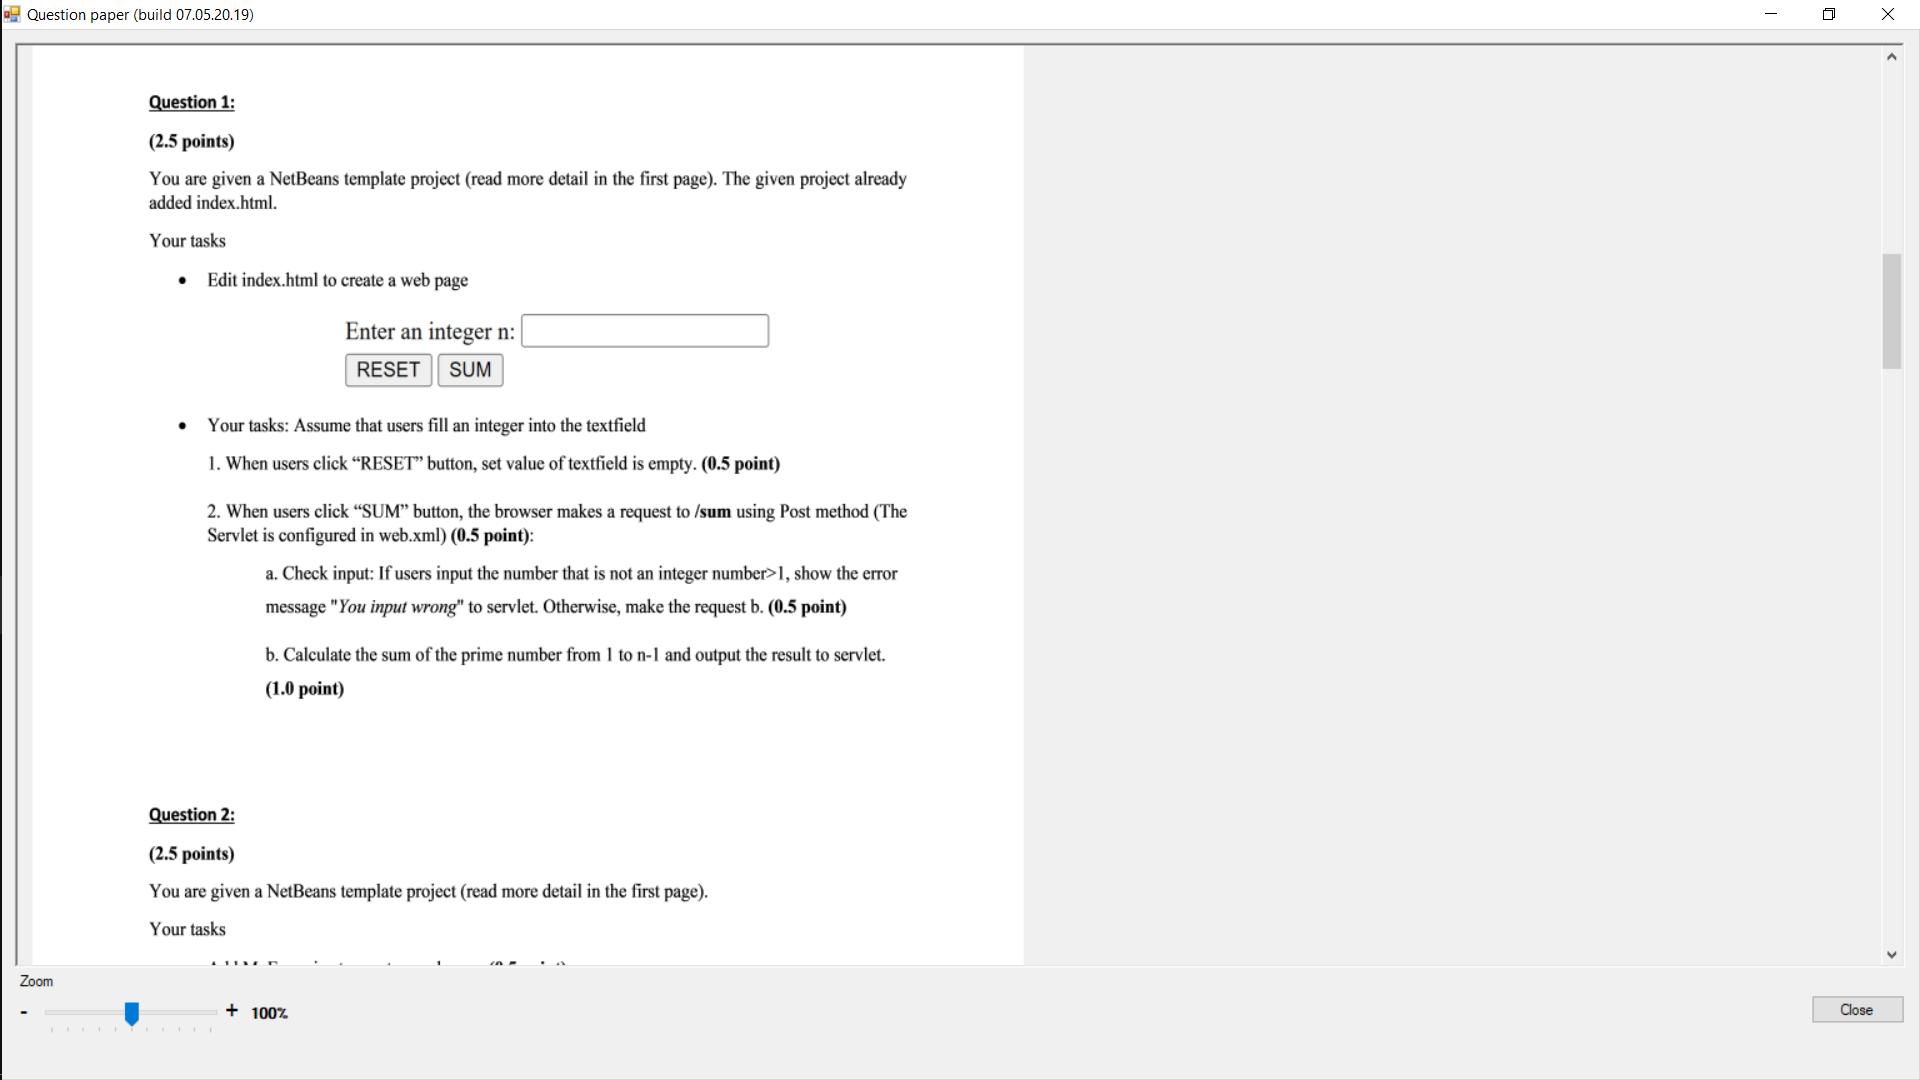 Question paper (build 07.05.20.19)
Question 1:
(2.5 points)
You are given a NetBeans template project (read more detail in the first page). The given project already
added index.html.
Your tasks
• Edit index.html to create a web page
Enter an integer n:
RESET SUM
• Your tasks: Assume that users fill an integer into the textfield
1. When users click “RESET” button, set value of textfield is empty. (0.5 point)
2. When users click “SUM” button, the browser makes a request to /sum using Post method (The
Servlet is configured in web.xml) (0.5 point):
a. Check input: If users input the number that is not an integer number>1, show the error
message "You input wrong" to servlet. Otherwise, make the request b. (0.5 point)
b. Calculate the sum of the prime number from 1 to n-1 and output the result to servlet.
(1.0 point)
Question 2:
(2.5 points)
You are given a NetBeans template project (read more detail in the first page).
Your tasks
Zoom
- + 100%
Close